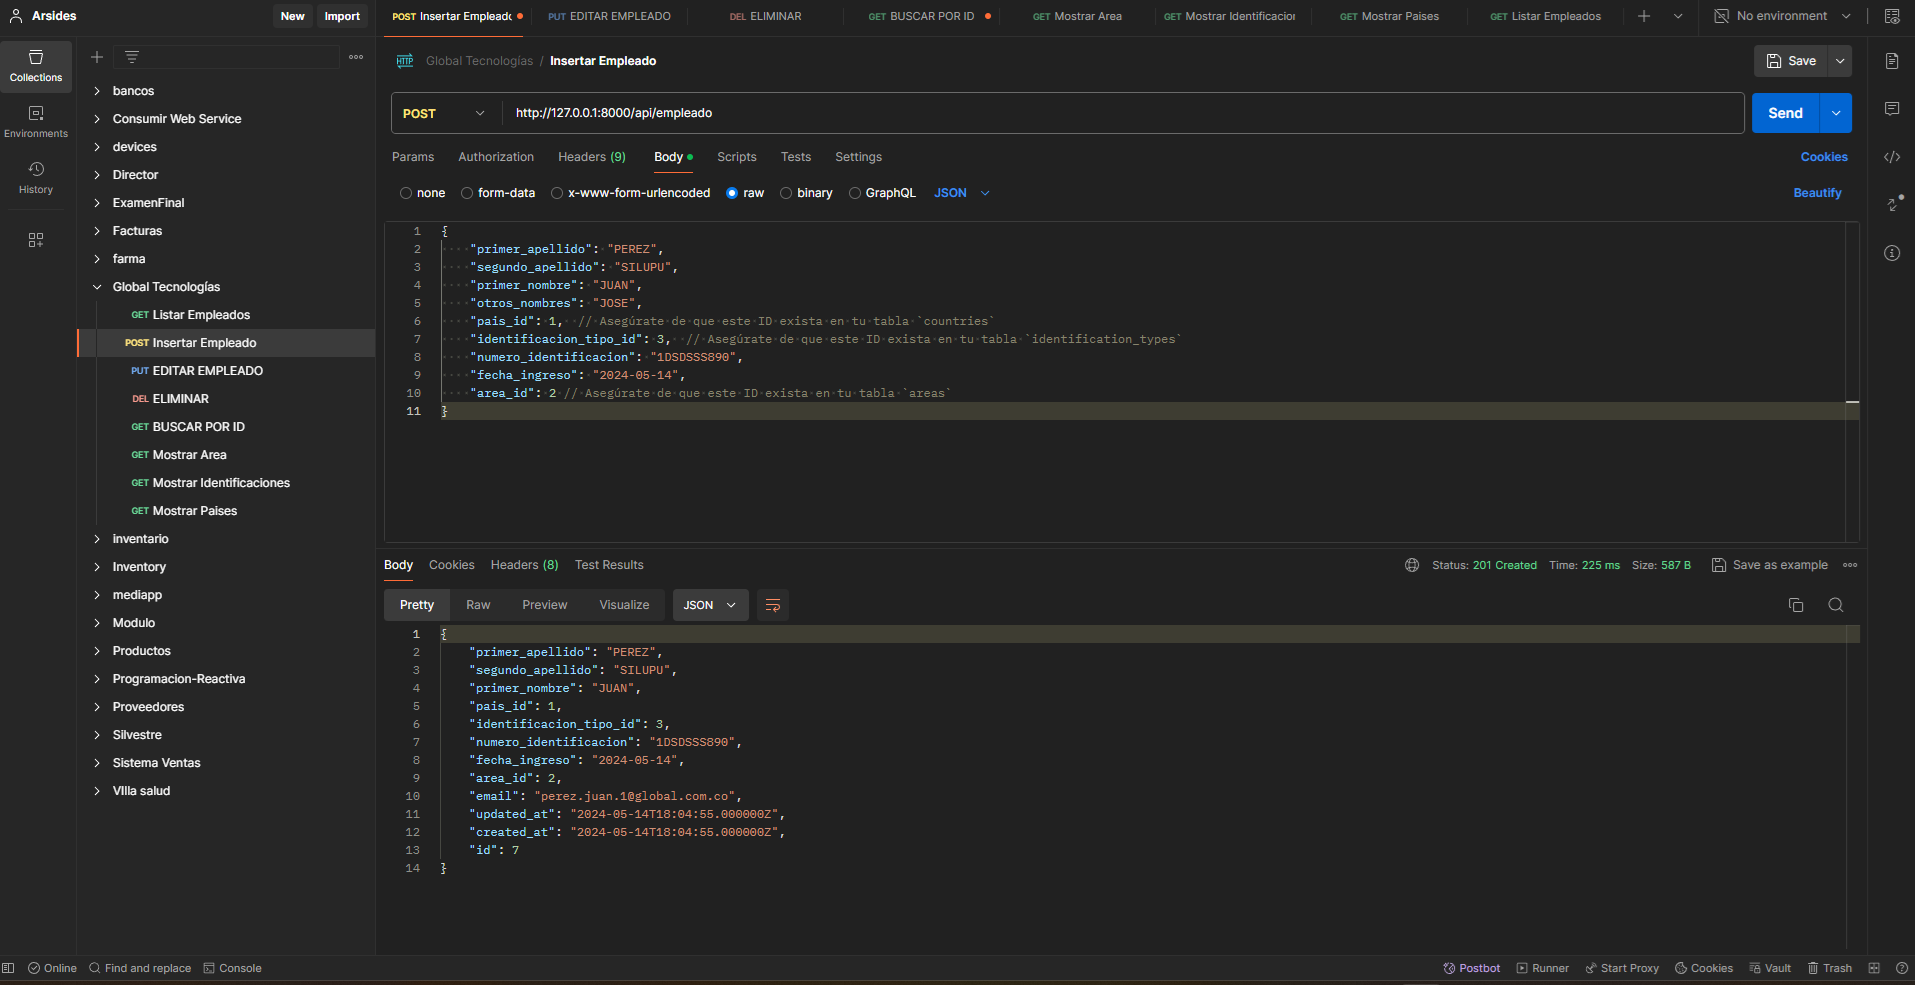 Arsides
New
Import
POST Insertar Empleadc
PUT EDITAR EMPLEADO
DEL ELIMINAR
GET BUSCAR POR ID
GET Mostrar Area
GET Mostrar Identificacior
GET Mostrar Paises
GET Listar Empleados
No environment
Collections
Environments
History
bancos
Consumir Web Service
devices
Director
ExamenFinal
Facturas
farma
Global Tecnologías
GET Listar Empleados
POST Insertar Empleado
PUT EDITAR EMPLEADO
DEL ELIMINAR
GET BUSCAR POR ID
GET Mostrar Area
GET Mostrar Identificaciones
GET Mostrar Paises
inventario
Inventory
mediapp
Modulo
Productos
Programacion-Reactiva
Proveedores
Silvestre
Sistema Ventas
VIlla salud
HTTP Global Tecnologías / Insertar Empleado
Save
POST http://127.0.0.1:8000/api/empleado
Send
Params Authorization Headers (9) Body Scripts Tests Settings Cookies
none form-data x-www-form-urlencoded raw binary GraphQL JSON Beautify
1 {
2 "primer_apellido": "PEREZ",
3 "segundo_apellido": "SILUPU",
4 "primer_nombre": "JUAN",
5 "otros_nombres": "JOSE",
6 "pais_id": 1, // Asegúrate de que este ID exista en tu tabla `countries`
7 "identificacion_tipo_id": 3, // Asegúrate de que este ID exista en tu tabla `identification_types`
8 "numero_identificacion": "1DSDSSS890",
9 "fecha_ingreso": "2024-05-14",
10 "area_id": 2 // Asegúrate de que este ID exista en tu tabla `areas`
11 }
Body Cookies Headers (8) Test Results Status: 201 Created Time: 225 ms Size: 587 B Save as example
Pretty Raw Preview Visualize JSON
1 {
2 "primer_apellido": "PEREZ",
3 "segundo_apellido": "SILUPU",
4 "primer_nombre": "JUAN",
5 "pais_id": 1,
6 "identificacion_tipo_id": 3,
7 "numero_identificacion": "1DSDSSS890",
8 "fecha_ingreso": "2024-05-14",
9 "area_id": 2,
10 "email": "perez.juan.1@global.com.co",
11 "updated_at": "2024-05-14T18:04:55.000000Z",
12 "created_at": "2024-05-14T18:04:55.000000Z",
13 "id": 7
14 }
Online Find and replace Console Postbot Runner Start Proxy Cookies Vault Trash